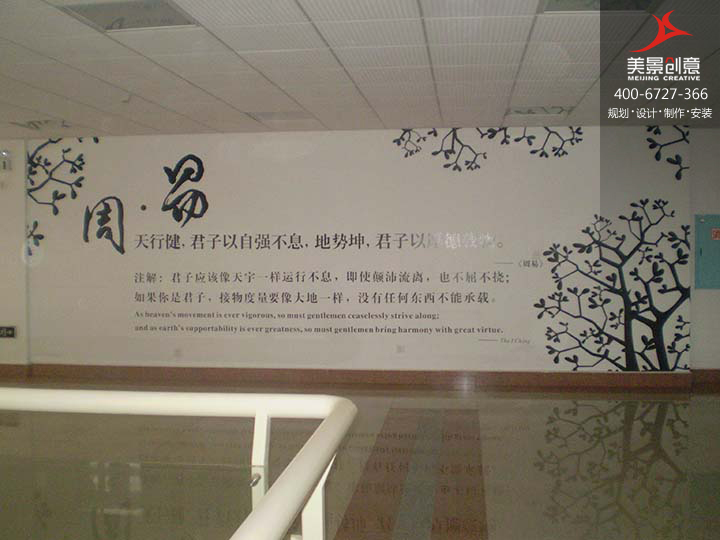 美景创意
MEIJING CREATIVE
400-6727-366
规划·设计·制作·安装
周·易
天行健，君子以自强不息，地势坤，君子以厚德载物。
——《周易》
注解：君子应该像天宇一样运行不息，即使颠沛流离，也不屈不挠；
如果你是君子，接物度量要像大地一样，没有任何东西不能承载。
As heaven's movement is ever vigorous, so must gentlemen ceaselessly strive along;
and as earth's supportability is ever greatness, so must gentlemen bring harmony with great virtue.
—— The I Ching